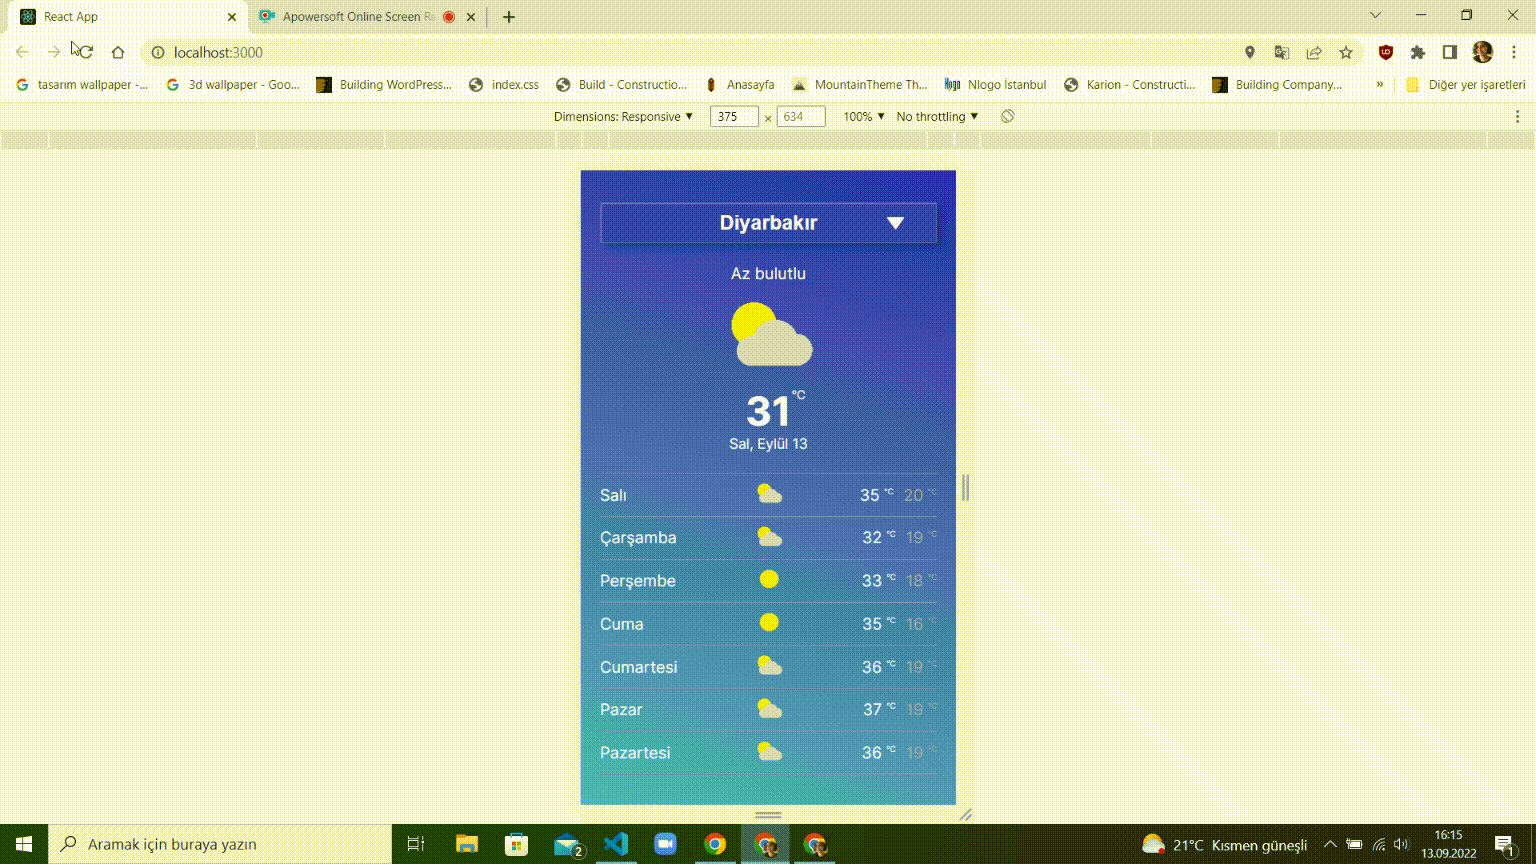 React App
Apowersoft Online Screen Re
localhost:3000
tasarım wallpaper -...
3d wallpaper - Goo...
Building WordPress...
index.css
Build - Constructio...
Anasayfa
MountainTheme Th...
Nlogo İstanbul
Karion - Constructi...
Building Company...
»
Diğer yer işaretleri
Dimensions: Responsive ▼ 375 × 634 100% ▼ No throttling ▼
Diyarbakır
Az bulutlu
31 °C
Sal, Eylül 13
Salı 35 °C 20 °C
Çarşamba 32 °C 19 °C
Perşembe 33 °C 18 °C
Cuma 35 °C 16 °C
Cumartesi 36 °C 19 °C
Pazar 37 °C 19 °C
Pazartesi 36 °C 19 °C
Aramak için buraya yazın
2
21°C Kısmen güneşli
16:15
13.09.2022
1